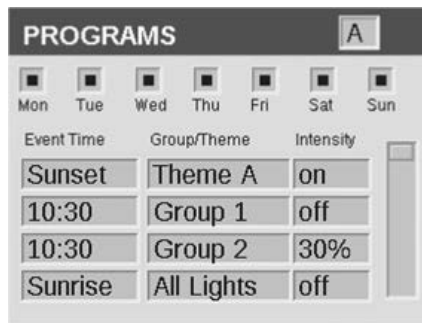 PROGRAMS A
Mon Tue Wed Thu Fri Sat Sun
Event Time Group/Theme Intensity
Sunset Theme A on
10:30 Group 1 off
10:30 Group 2 30%
Sunrise All Lights off